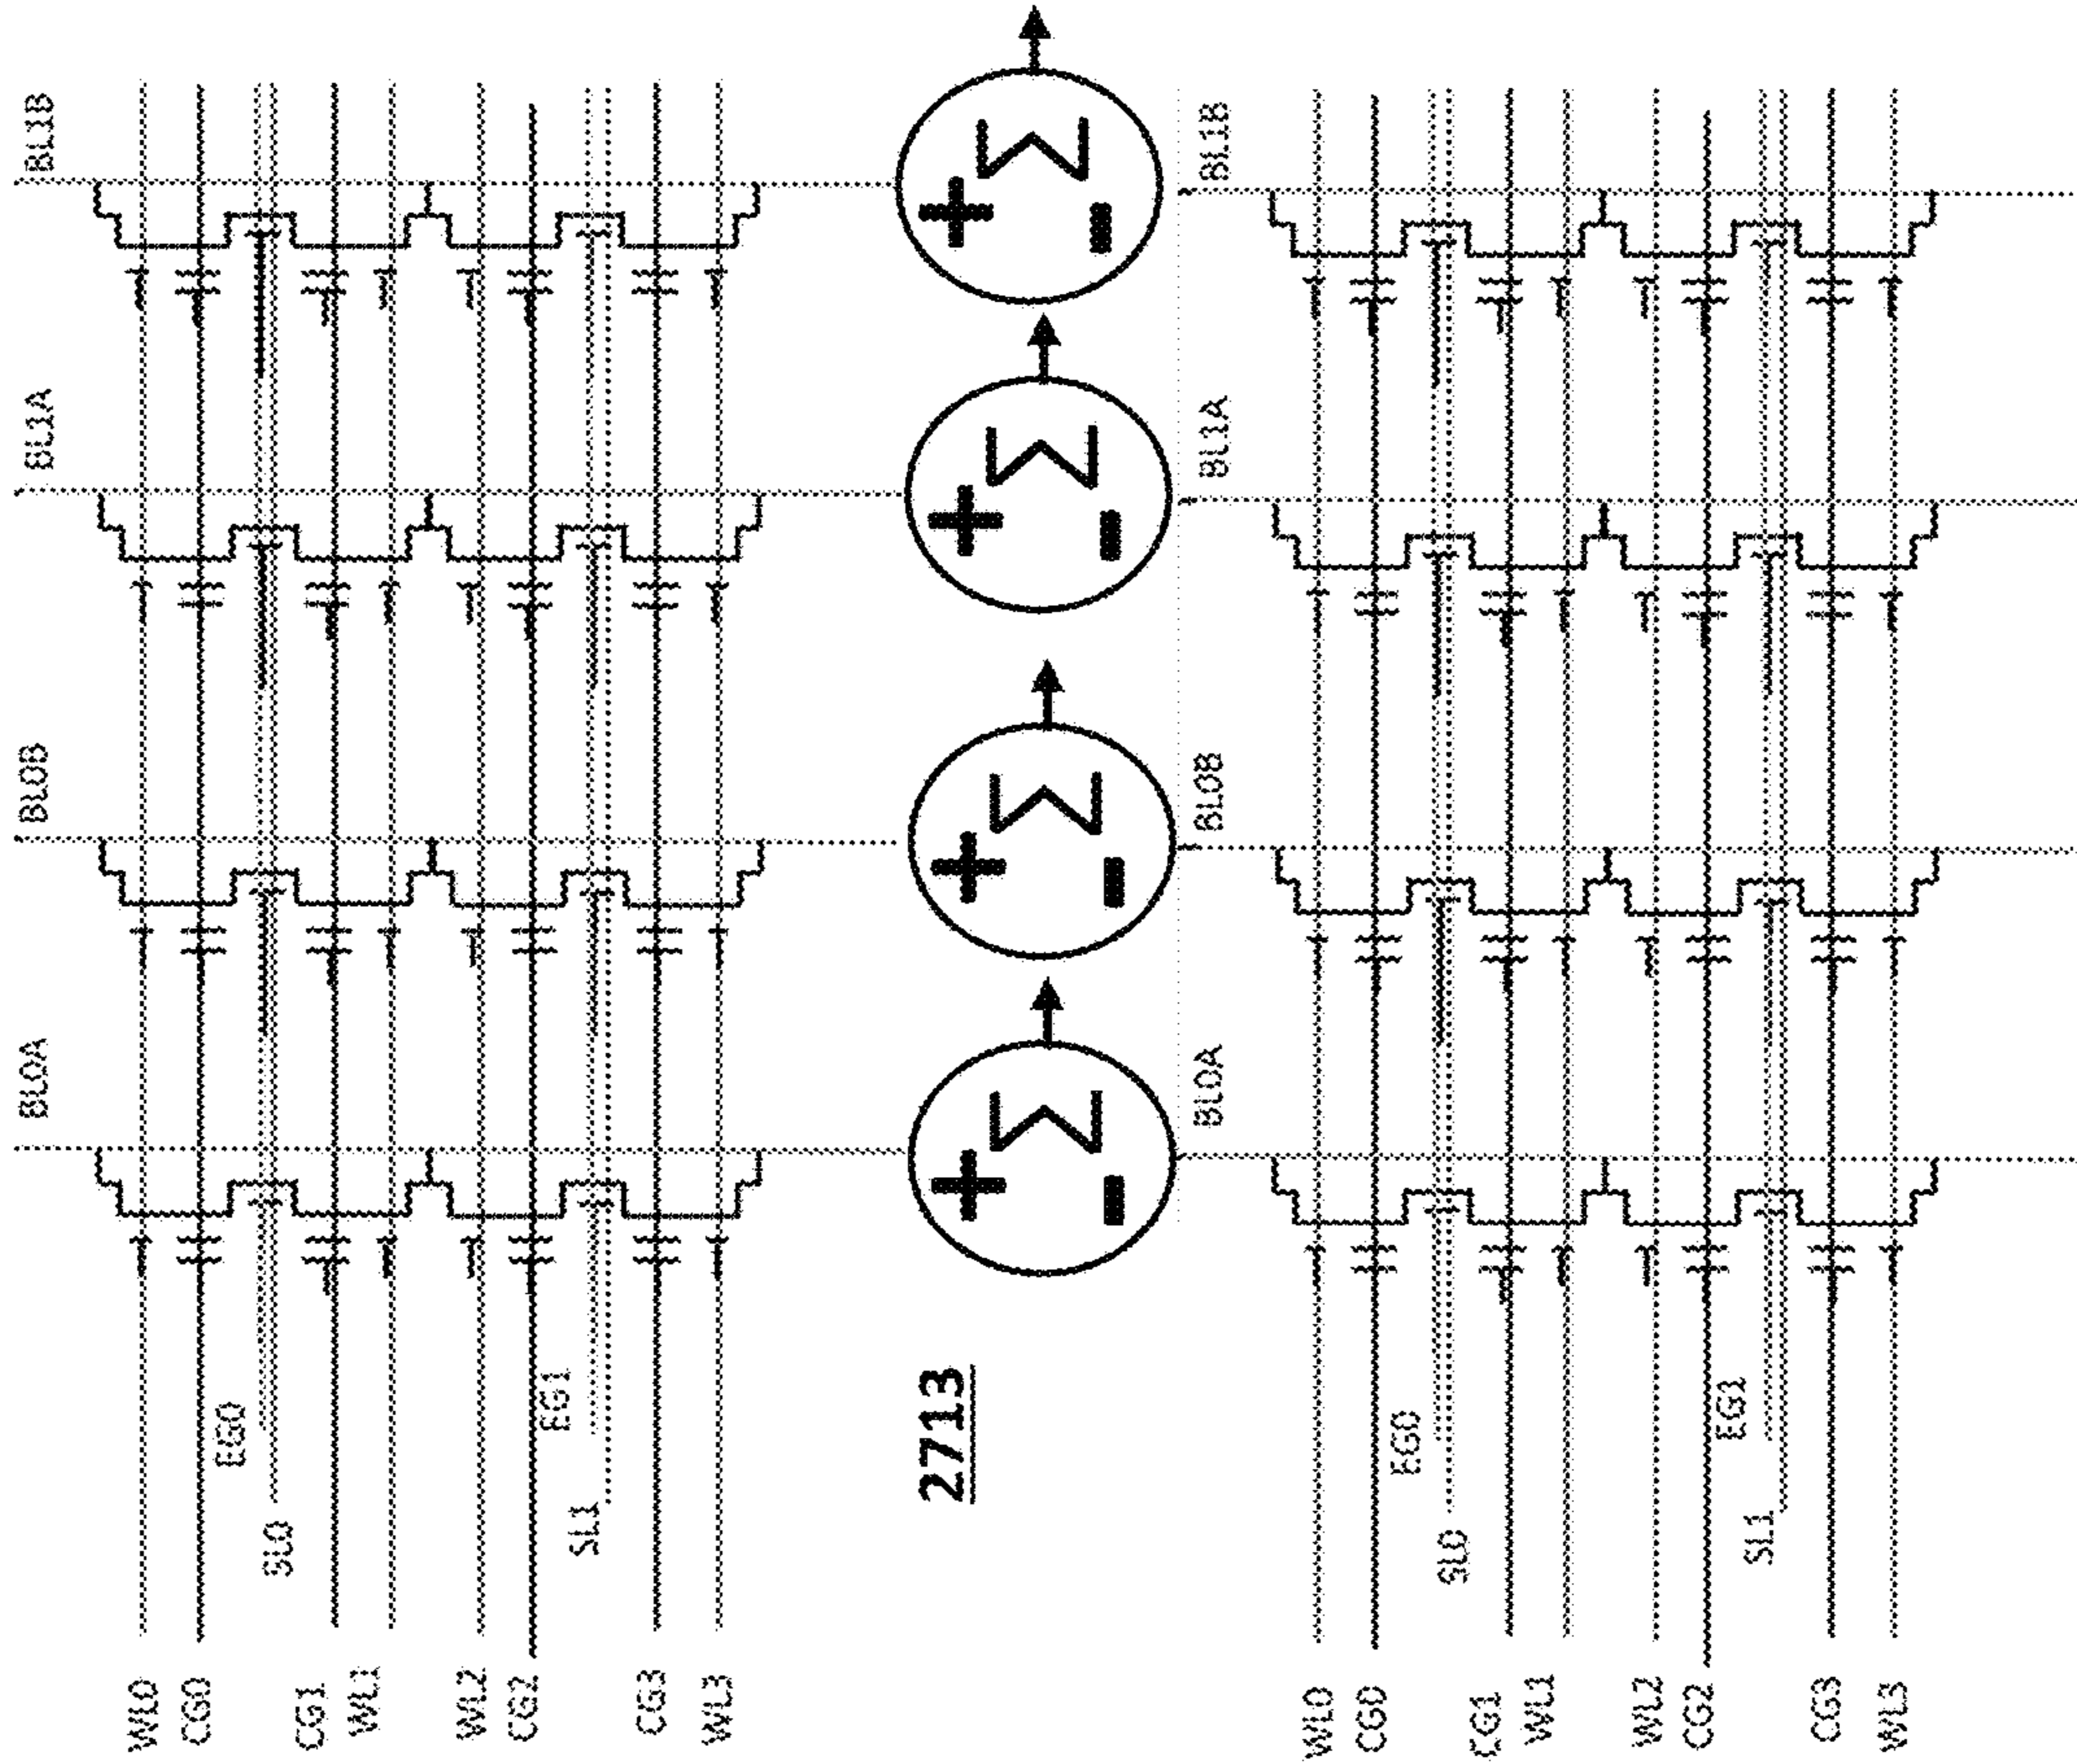 BL0A BL0B BL1A BL1B
WL0
CG0
EG0
SL0
CG1
WL1
WL2
CG2
EG1
SL1
CG3
WL3
2713
+ + + +
Σ Σ Σ Σ
- - - -
BL0A BL0B BL1A BL1B
WL0
CG0
EG0
SL0
CG1
WL1
WL2
CG2
EG1
SL1
CG3
WL3